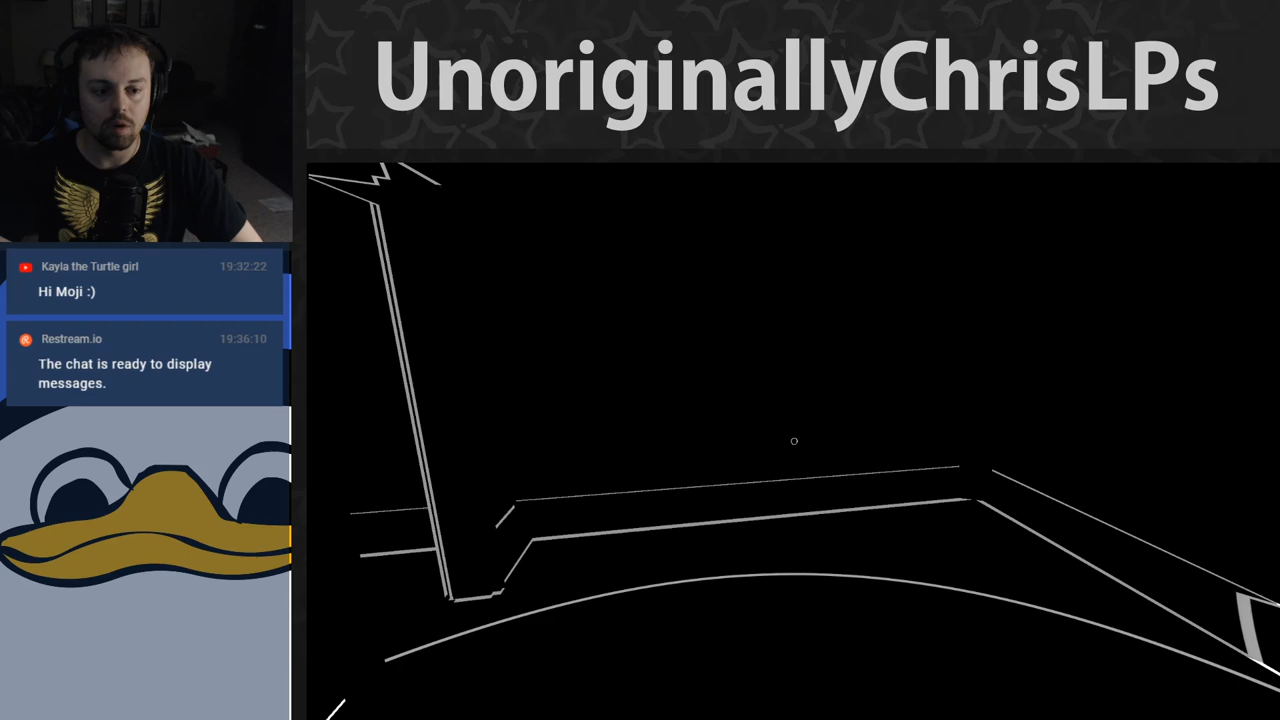 UnoriginallyChrisLPs
Kayla the Turtle girl 19:32:22
Hi Moji :)
Restream.io 19:36:10
The chat is ready to display
messages.